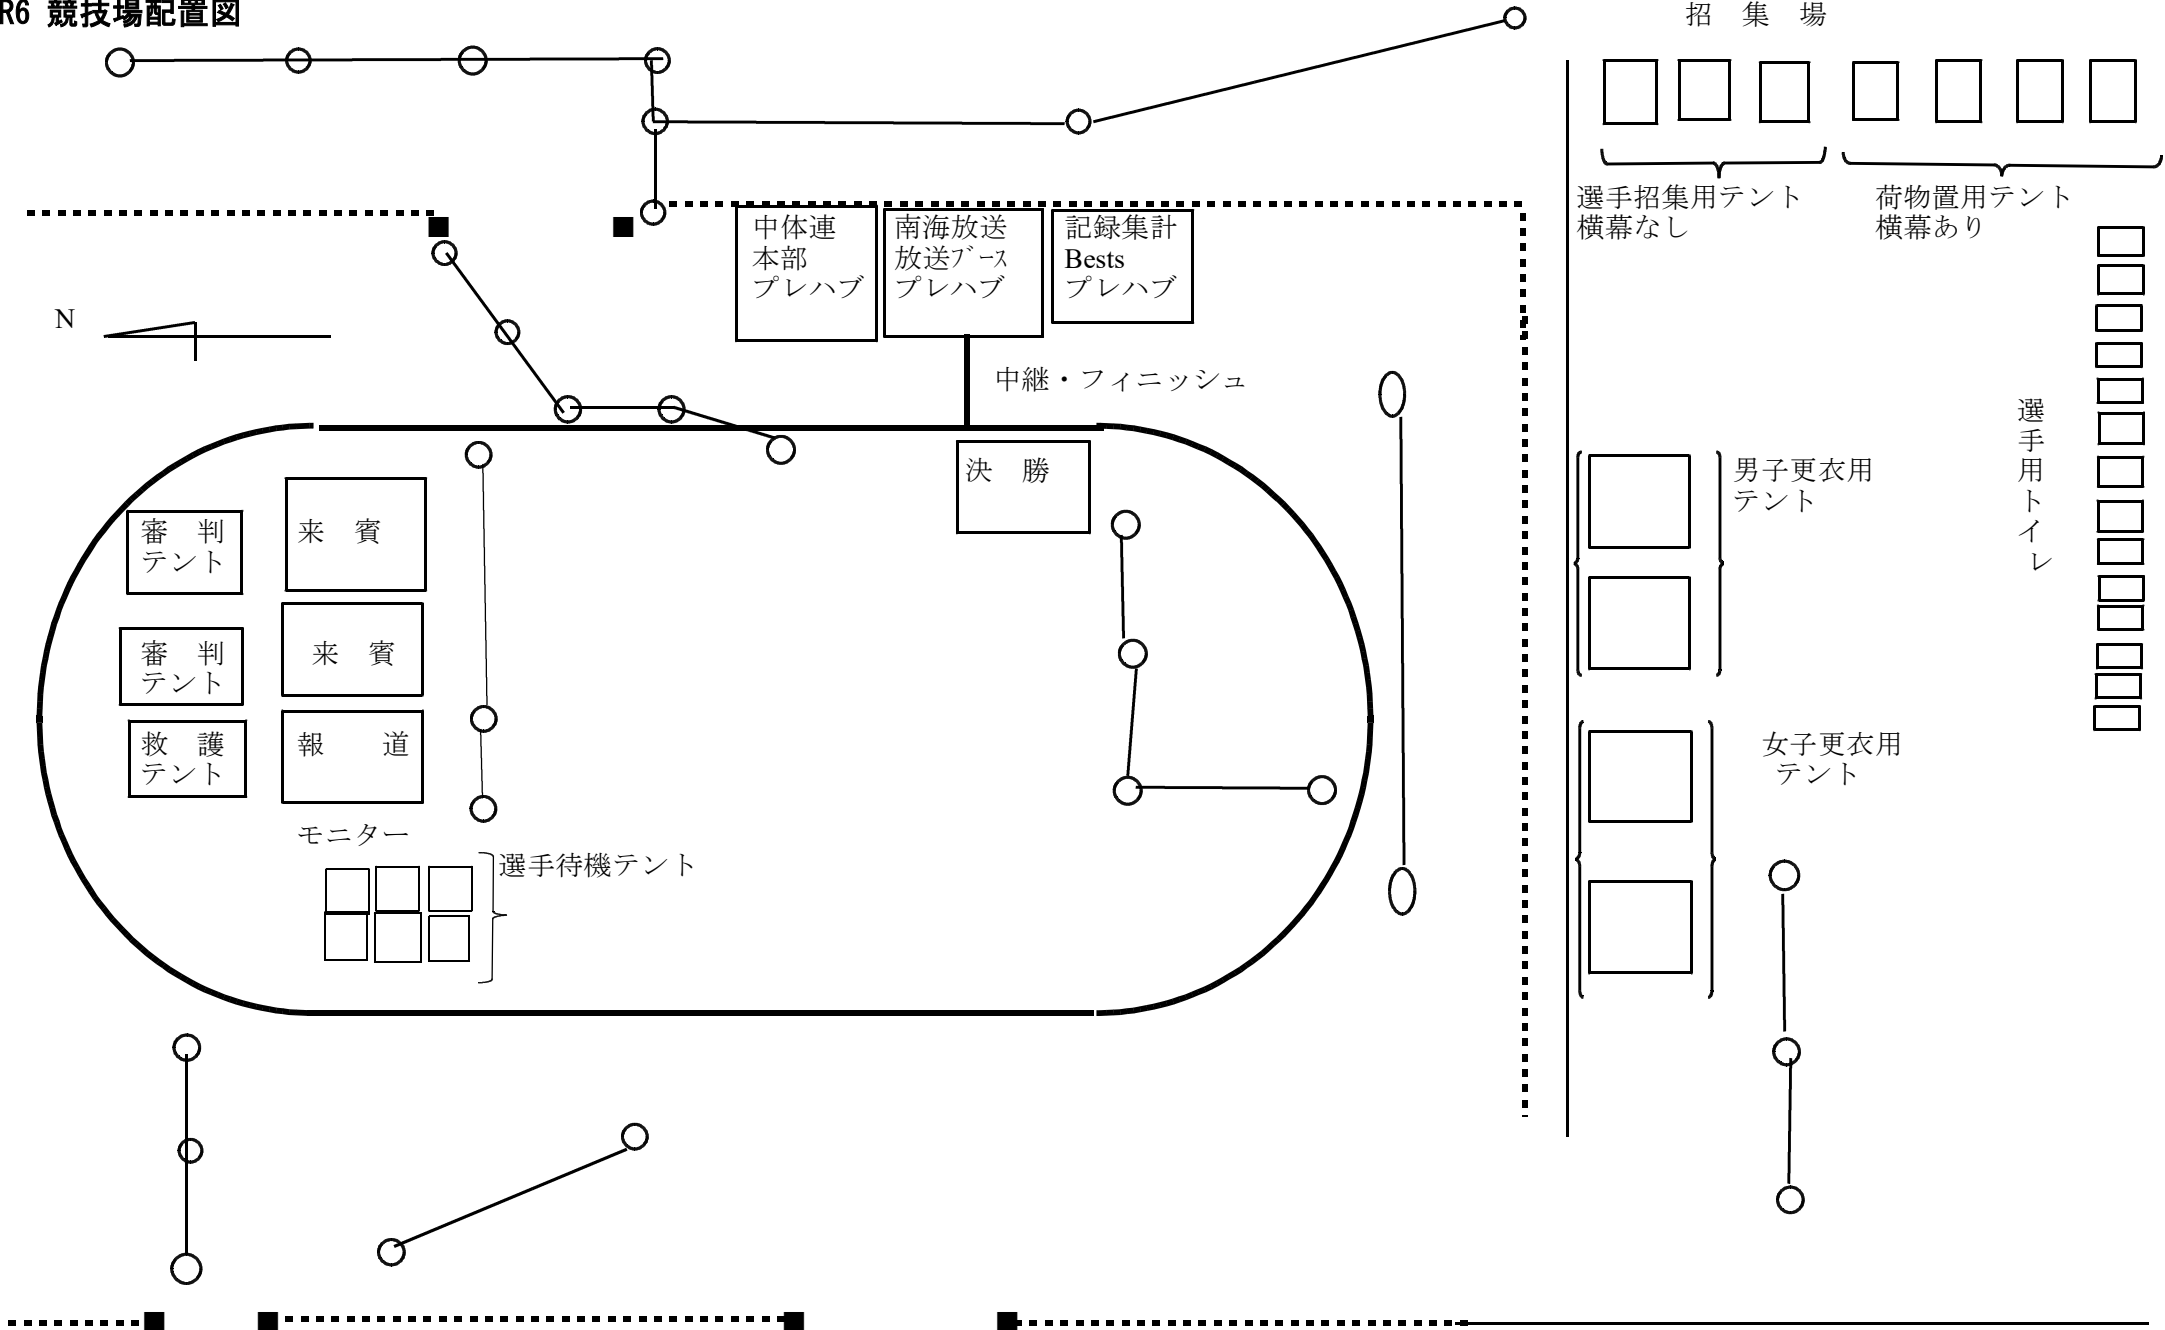 R6 競技場配置図
招　集　場
選手招集用テント
横幕なし
荷物置用テント
横幕あり
中体連
本部
プレハブ
南海放送
放送ﾌﾞｰｽ
プレハブ
記録集計
Bests
プレハブ
N
中継・フィニッシュ
決　勝
選手用トイレ
男子更衣用
テント
審　判
テント
来　賓
審　判
テント
来　賓
救　護
テント
報　　道
女子更衣用
テント
モニター
選手待機テント